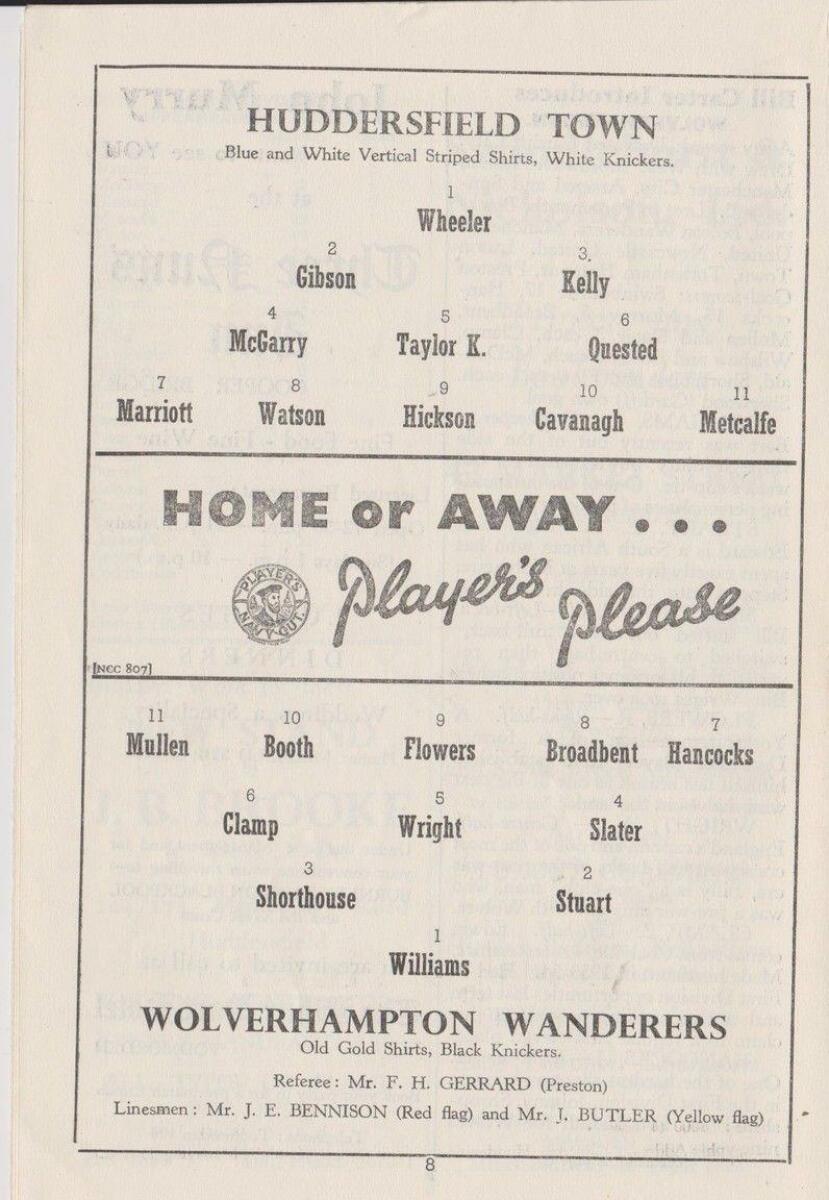 HUDDERSFIELD TOWN
Blue and White Vertical Striped Shirts, White Knickers.
1
Wheeler
2 3.
Gibson Kelly
4 5 6
McGarry Taylor K. Quested
7 8 9 10 11
Marriott Watson Hickson Cavanagh Metcalfe
HOME or AWAY . . .
PLAYER'S
NAVY CUT.
Player's Please
[NCC 807]
11 10 9 8 7
Mullen Booth Flowers Broadbent Hancocks
6 5 4
Clamp Wright Slater
3 2
Shorthouse Stuart
1
Williams
WOLVERHAMPTON WANDERERS
Old Gold Shirts, Black Knickers.
Referee: Mr. F. H. GERRARD (Preston)
Linesmen: Mr. J. E. BENNISON (Red flag) and Mr. J. BUTLER (Yellow flag)
8